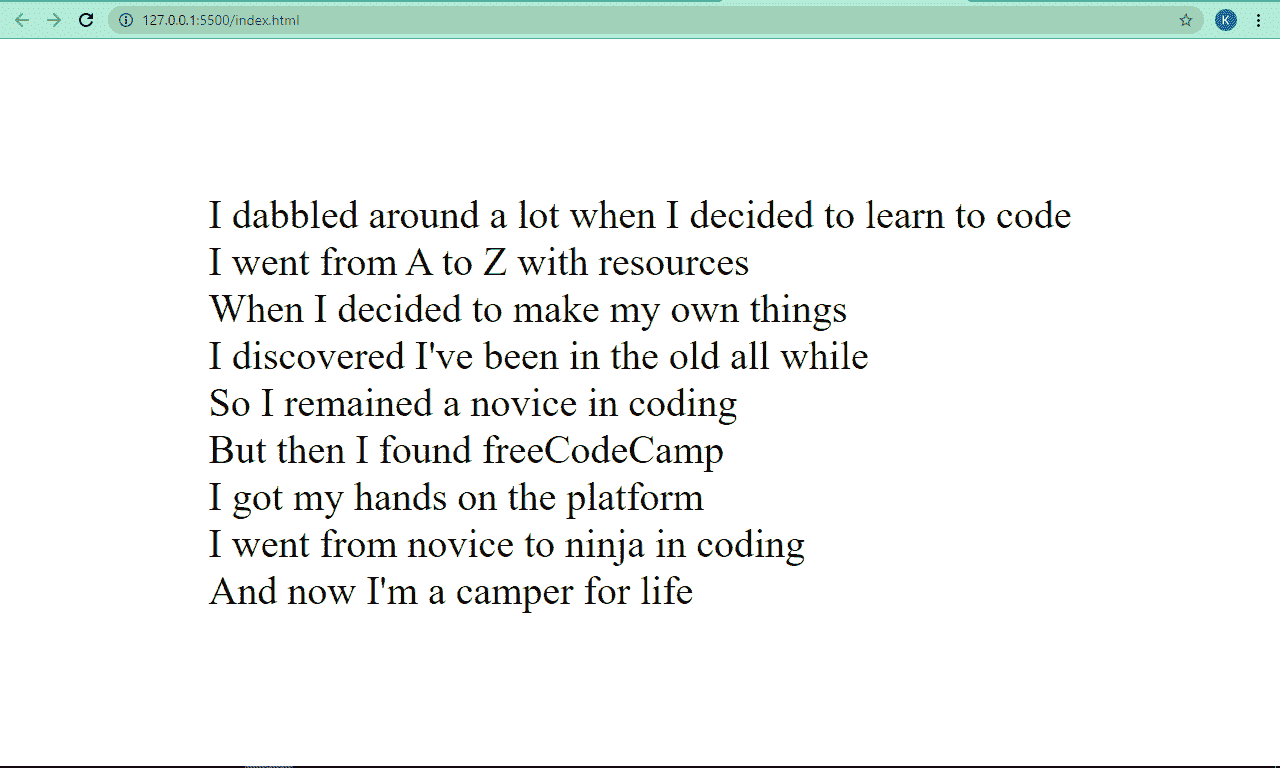 127.0.0.1:5500/index.html
K
I dabbled around a lot when I decided to learn to code
I went from A to Z with resources
When I decided to make my own things
I discovered I've been in the old all while
So I remained a novice in coding
But then I found freeCodeCamp
I got my hands on the platform
I went from novice to ninja in coding
And now I'm a camper for life